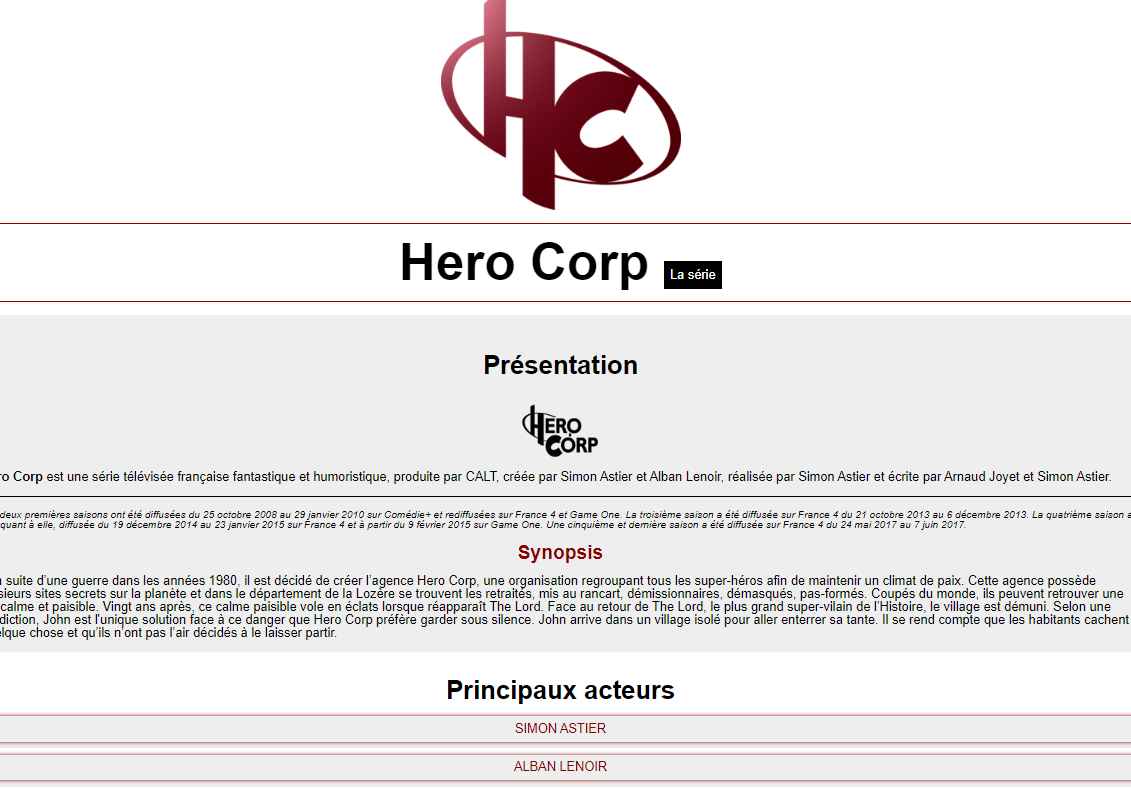 HC
Hero Corp La série
Présentation
HERO
CORP
Corp est une série télévisée française fantastique et humoristique, produite par CALT, créée par Simon Astier et Alban Lenoir, réalisée par Simon Astier et écrite par Arnaud Joyet et Simon Astier.
deux premières saisons ont été diffusées du 25 octobre 2008 au 29 janvier 2010 sur Comédie+ et rediffusées sur France 4 et Game One. La troisième saison a été diffusée sur France 4 du 21 octobre 2013 au 6 décembre 2013. La quatrième saison a
quant à elle, diffusée du 19 décembre 2014 au 23 janvier 2015 sur France 4 et à partir du 9 février 2015 sur Game One. Une cinquième et dernière saison a été diffusée sur France 4 du 24 mai 2017 au 7 juin 2017.
Synopsis
suite d’une guerre dans les années 1980, il est décidé de créer l’agence Hero Corp, une organisation regroupant tous les super-héros afin de maintenir un climat de paix. Cette agence possède
sieurs sites secrets sur la planète et dans le département de la Lozère se trouvent les retraités, mis au rancart, démissionnaires, démasqués, pas-formés. Coupés du monde, ils peuvent retrouver une
calme et paisible. Vingt ans après, ce calme paisible vole en éclats lorsque réapparaît The Lord. Face au retour de The Lord, le plus grand super-vilain de l’Histoire, le village est démuni. Selon une
diction, John est l'unique solution face à ce danger que Hero Corp préfère garder sous silence. John arrive dans un village isolé pour aller enterrer sa tante. Il se rend compte que les habitants cachent
lque chose et qu’ils n’ont pas l’air décidés à le laisser partir.
Principaux acteurs
SIMON ASTIER
ALBAN LENOIR